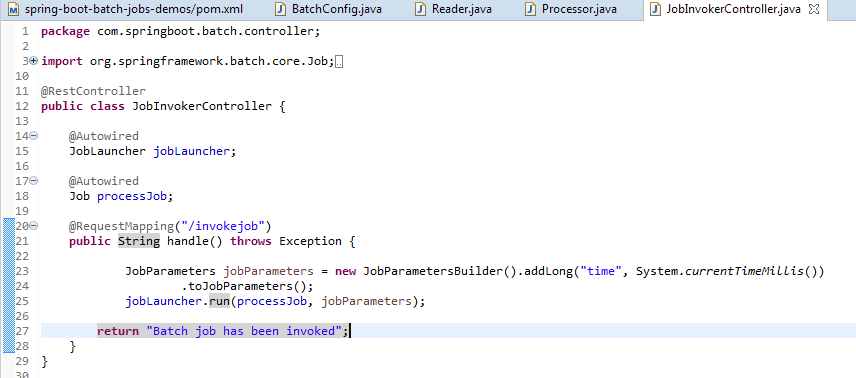 spring-boot-batch-jobs-demos/pom.xml BatchConfig.java Reader.java Processor.java JobInvokerController.java
1 package com.springboot.batch.controller;
2
3 import org.springframework.batch.core.Job;
10
11 @RestController
12 public class JobInvokerController {
13
14 @Autowired
15 JobLauncher jobLauncher;
16
17 @Autowired
18 Job processJob;
19
20 @RequestMapping("/invokejob")
21 public String handle() throws Exception {
22
23 JobParameters jobParameters = new JobParametersBuilder().addLong("time", System.currentTimeMillis())
24 .toJobParameters();
25 jobLauncher.run(processJob, jobParameters);
26
27 return "Batch job has been invoked";
28 }
29 }
30